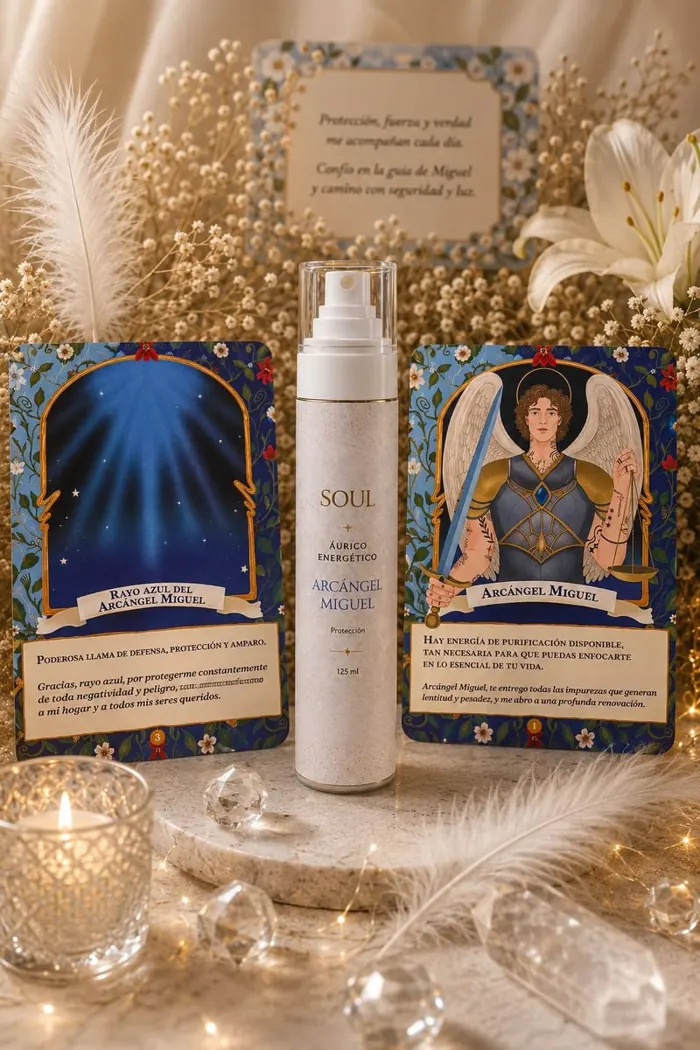 Protección, fuerza y verdad
me acompañan cada día.
Confío en la guía de Miguel
y camino con seguridad y luz.
RAYO AZUL DEL
ARCÁNGEL MIGUEL
PODEROSA LLAMA DE DEFENSA, PROTECCIÓN Y AMPARO.
Gracias, rayo azul, por protegerme constantemente
de toda negatividad y peligro,
a mi hogar y a todos mis seres queridos.
3
SOUL
ÁURICO
ENERGÉTICO
ARCÁNGEL
MIGUEL
Protección
125 ml
ARCÁNGEL MIGUEL
HAY ENERGÍA DE PURIFICACIÓN DISPONIBLE,
TAN NECESARIA PARA QUE PUEDAS ENFOCARTE
EN LO ESENCIAL DE TU VIDA.
Arcángel Miguel, te entrego todas las impurezas que generan
lentitud y pesadez, y me abro a una profunda renovación.
1